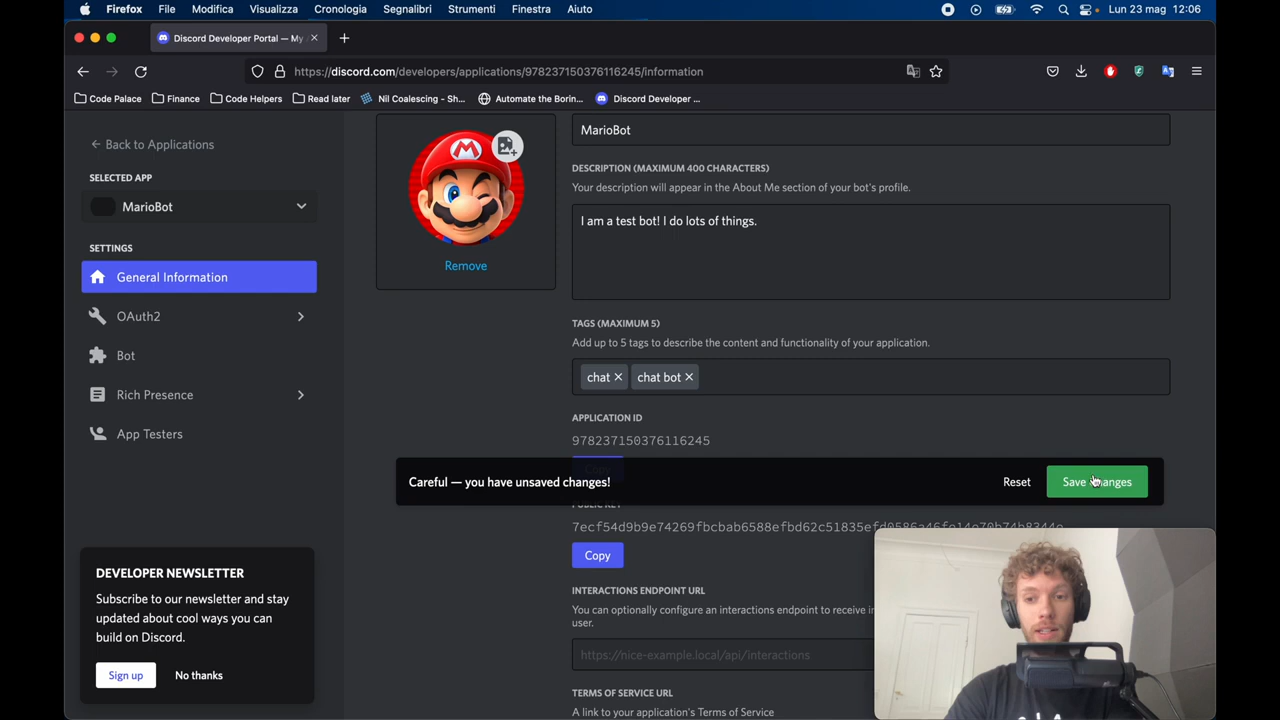 Firefox File Modifica Visualizza Cronologia Segnalibri Strumenti Finestra Aiuto Lun 23 mag 12:06
Discord Developer Portal — My
https://discord.com/developers/applications/978237150376116245/information
Code Palace Finance Code Helpers Read later Nil Coalescing - Sh... Automate the Borin... Discord Developer ...
← Back to Applications
SELECTED APP
MarioBot
SETTINGS
General Information
OAuth2
Bot
Rich Presence
App Testers
DEVELOPER NEWSLETTER
Subscribe to our newsletter and stay
updated about cool ways you can
build on Discord.
Sign up No thanks
M
Remove
MarioBot
DESCRIPTION (MAXIMUM 400 CHARACTERS)
Your description will appear in the About Me section of your bot's profile.
I am a test bot! I do lots of things.
TAGS (MAXIMUM 5)
Add up to 5 tags to describe the content and functionality of your application.
chat chat bot
APPLICATION ID
978237150376116245
Copy
Careful — you have unsaved changes! Reset Save Changes
PUBLIC KEY
Copy
INTERACTIONS ENDPOINT URL
You can optionally configure an interactions endpoint to receive
user.
https://nice-example.local/api/interactions
TERMS OF SERVICE URL
A link to your application's Terms of Service